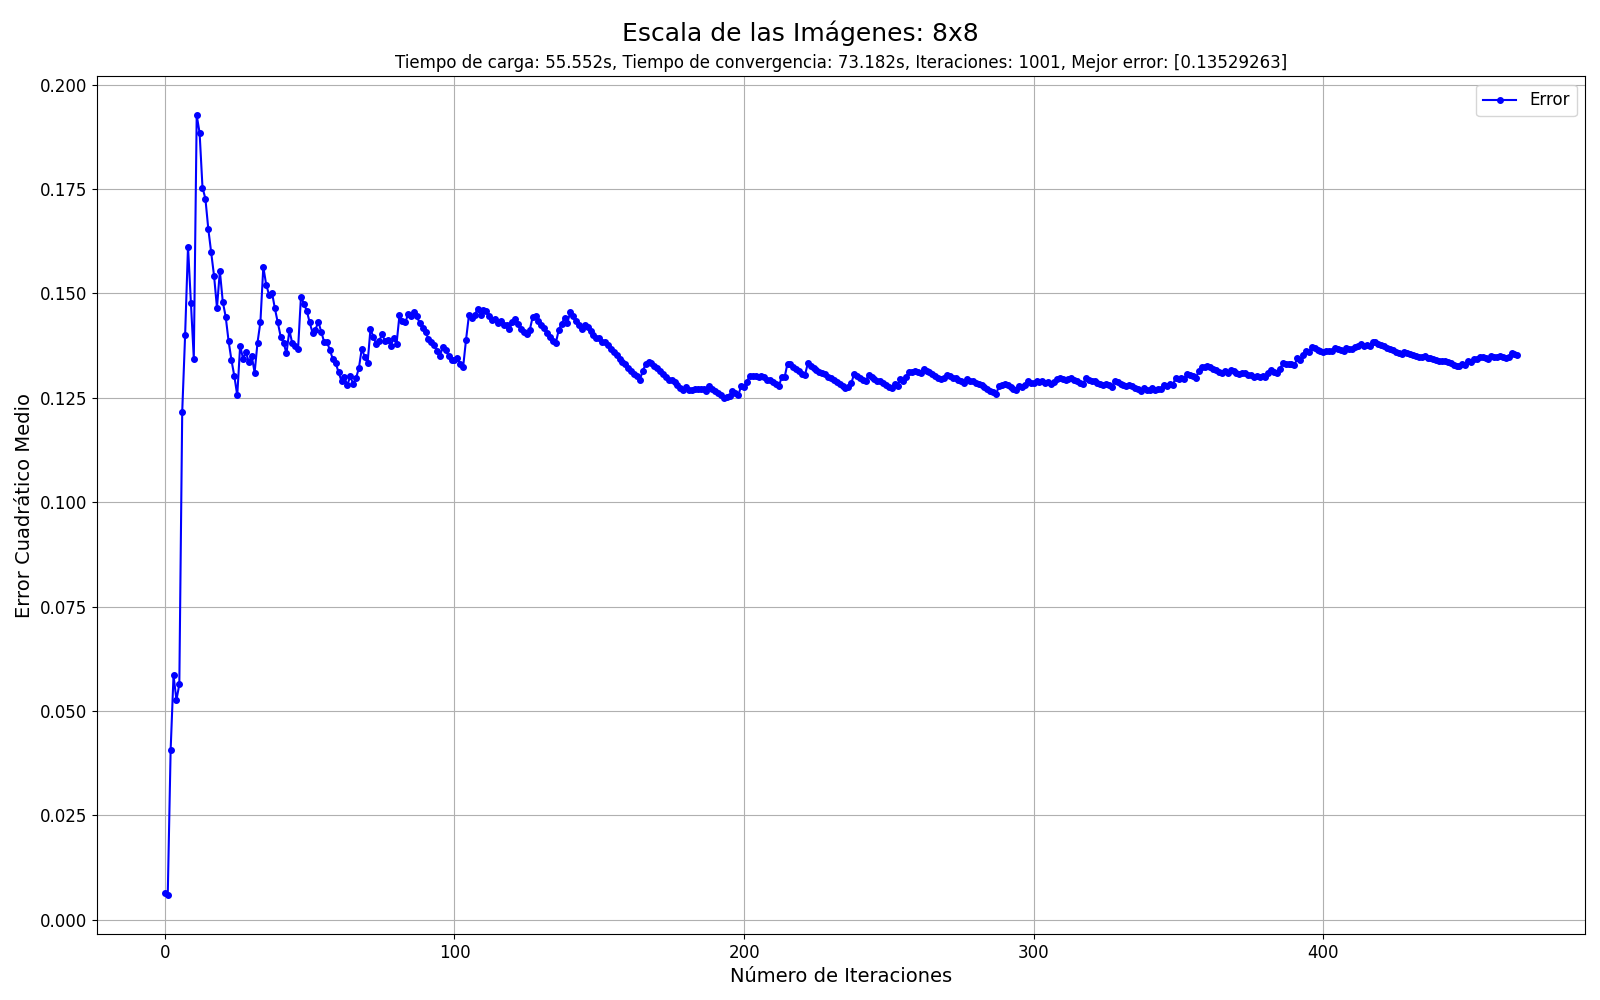 Escala de las Imágenes: 8x8
Tiempo de carga: 55.552s, Tiempo de convergencia: 73.182s, Iteraciones: 1001, Mejor error: [0.13529263]
Error
Error Cuadrático Medio
0.200
0.175
0.150
0.125
0.100
0.075
0.050
0.025
0.000
0 100 200 300 400
Número de Iteraciones